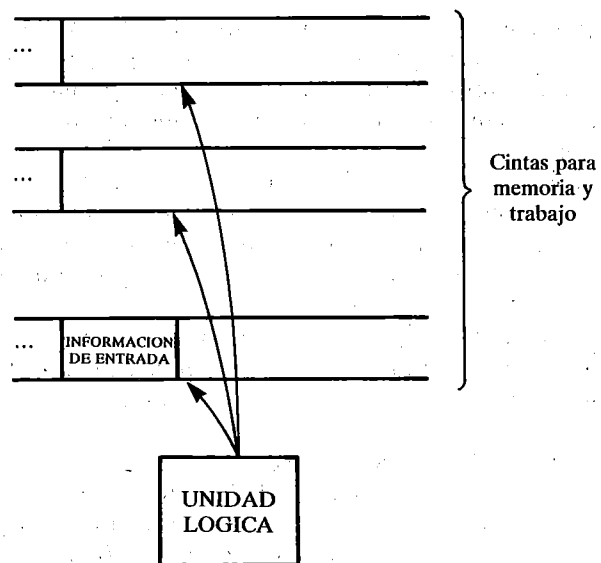 ...
...
Cintas para
memoria y
trabajo
...
INFORMACION
DE ENTRADA
UNIDAD
LOGICA